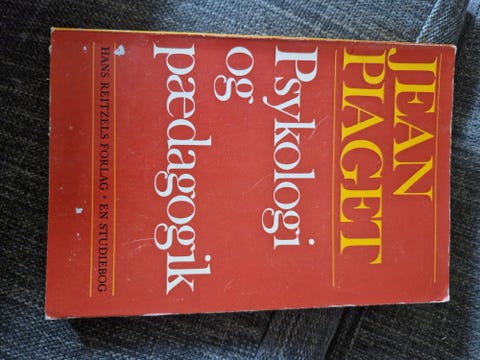 JEAN
PIAGET
Psykologi
og
pædagogik
HANS REITZELS FORLAG • EN STUDIEBOG